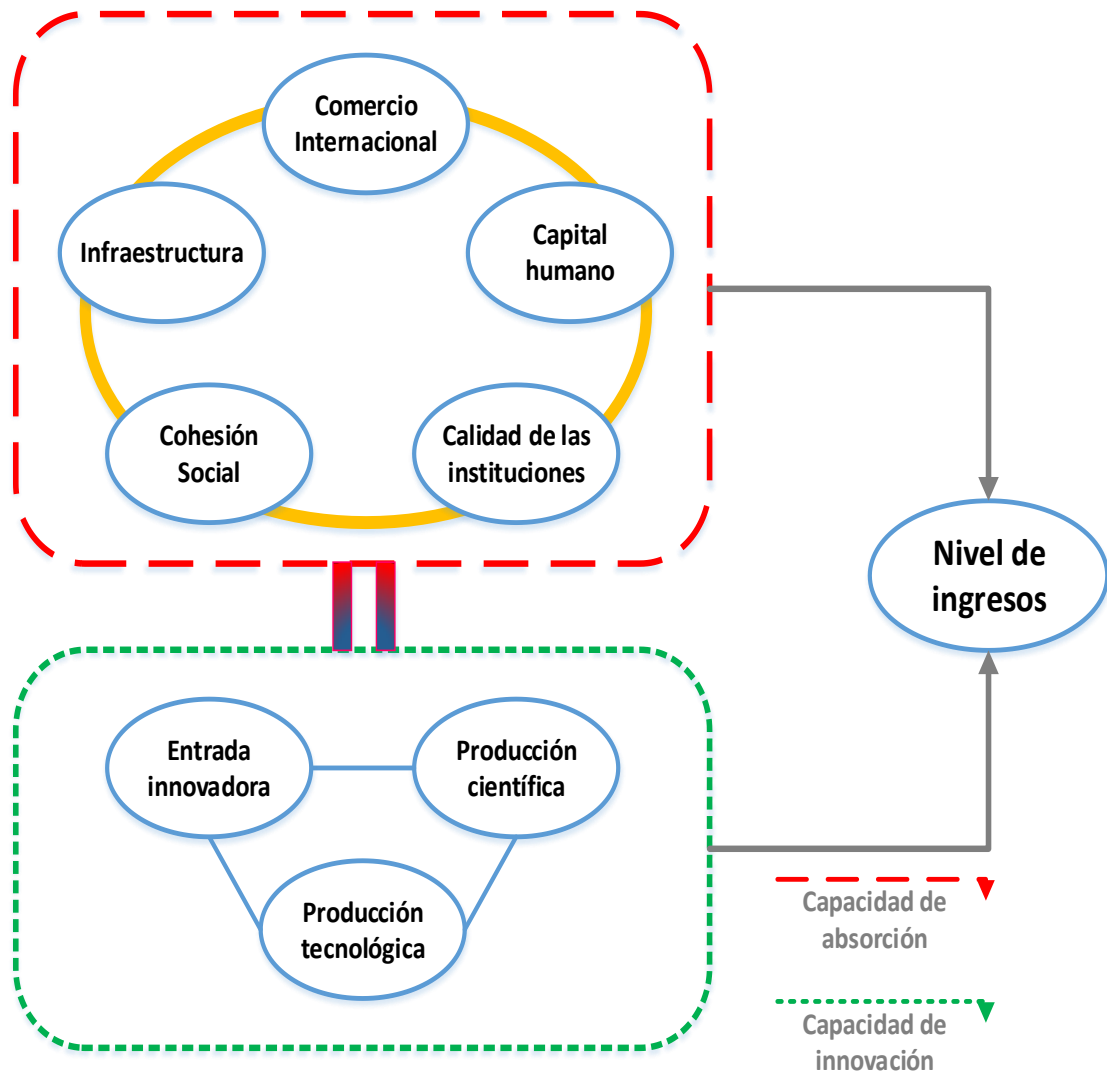 Comercio
Internacional
Infraestructura
Capital
humano
Cohesión
Social
Calidad de las
instituciones
Nivel de
ingresos
Entrada
innovadora
Producción
científica
Producción
tecnológica
Capacidad de
absorción
Capacidad de
innovación